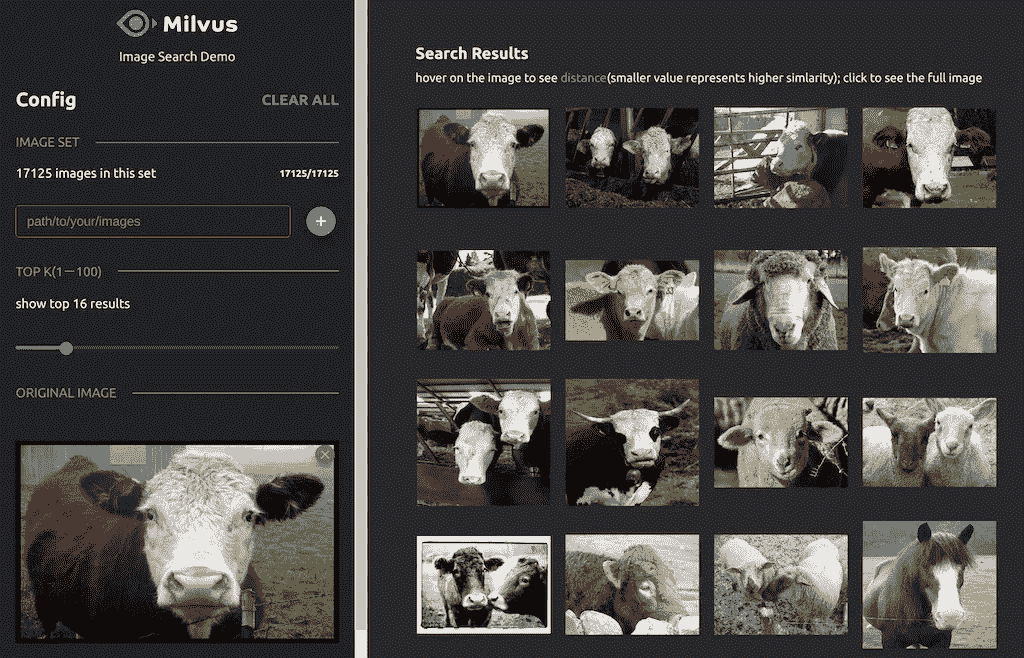 Milvus
Image Search Demo
Config
CLEAR ALL
IMAGE SET
17125 images in this set
17125/17125
path/to/your/images
+
TOP K(1—100)
show top 16 results
ORIGINAL IMAGE
Search Results
hover on the image to see distance(smaller value represents higher simlarity); click to see the full image